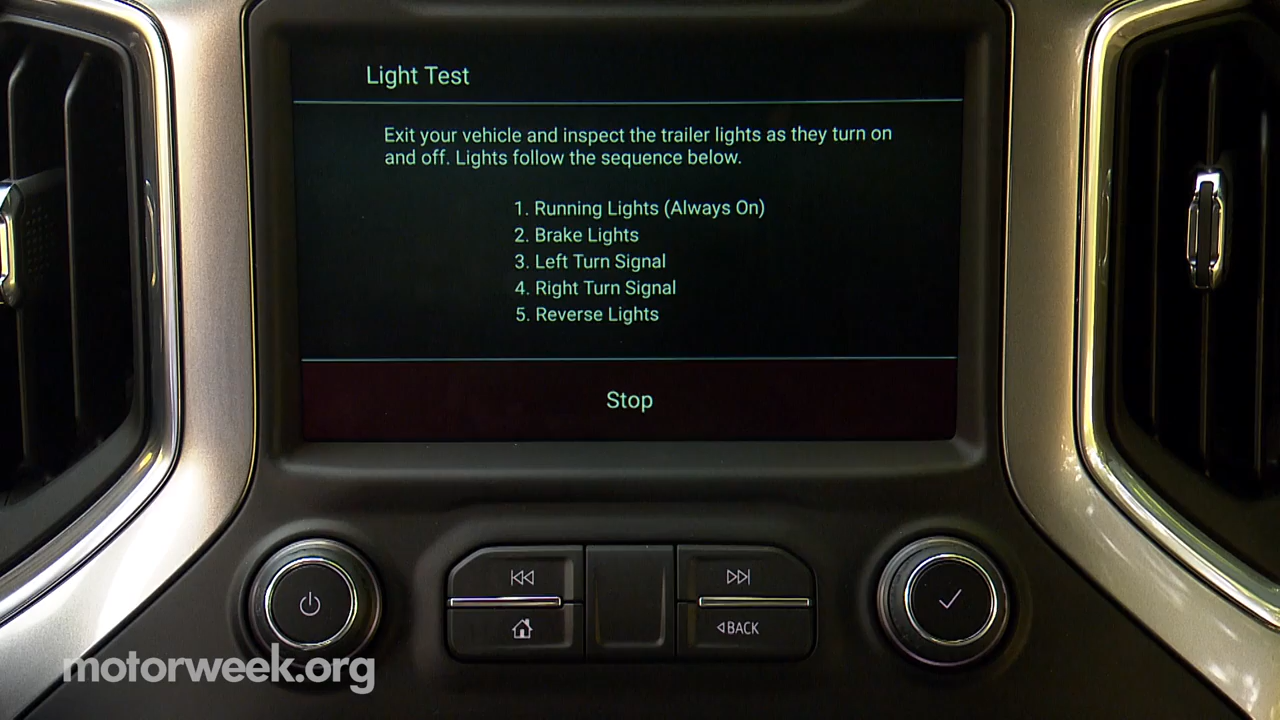 Light Test
Exit your vehicle and inspect the trailer lights as they turn on
and off. Lights follow the sequence below.
1. Running Lights (Always On)
2. Brake Lights
3. Left Turn Signal
4. Right Turn Signal
5. Reverse Lights
Stop
BACK
motorweek.org